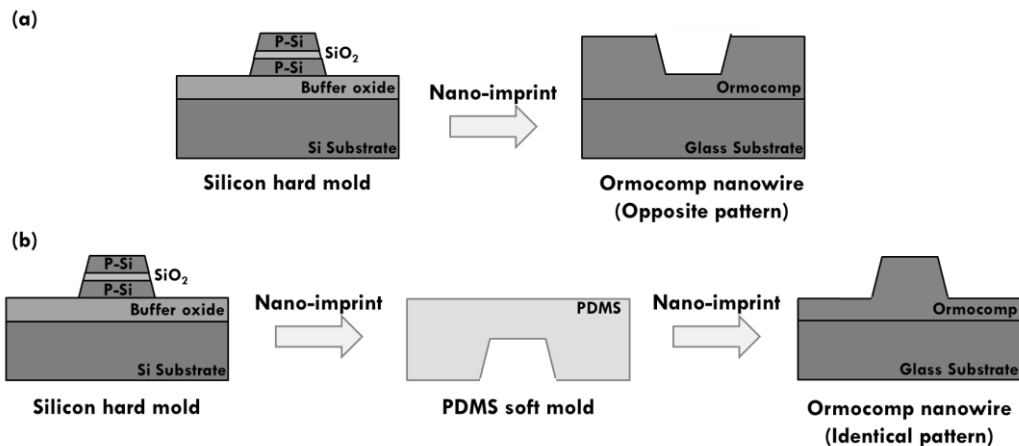 (a)
P-Si
SiO2
P-Si
Buffer oxide
Si Substrate
Silicon hard mold
Nano-imprint
Ormocomp
Glass Substrate
Ormocomp nanowire
(Opposite pattern)
(b)
P-Si
SiO2
P-Si
Buffer oxide
Si Substrate
Silicon hard mold
Nano-imprint
PDMS
PDMS soft mold
Nano-imprint
Ormocomp
Glass Substrate
Ormocomp nanowire
(Identical pattern)